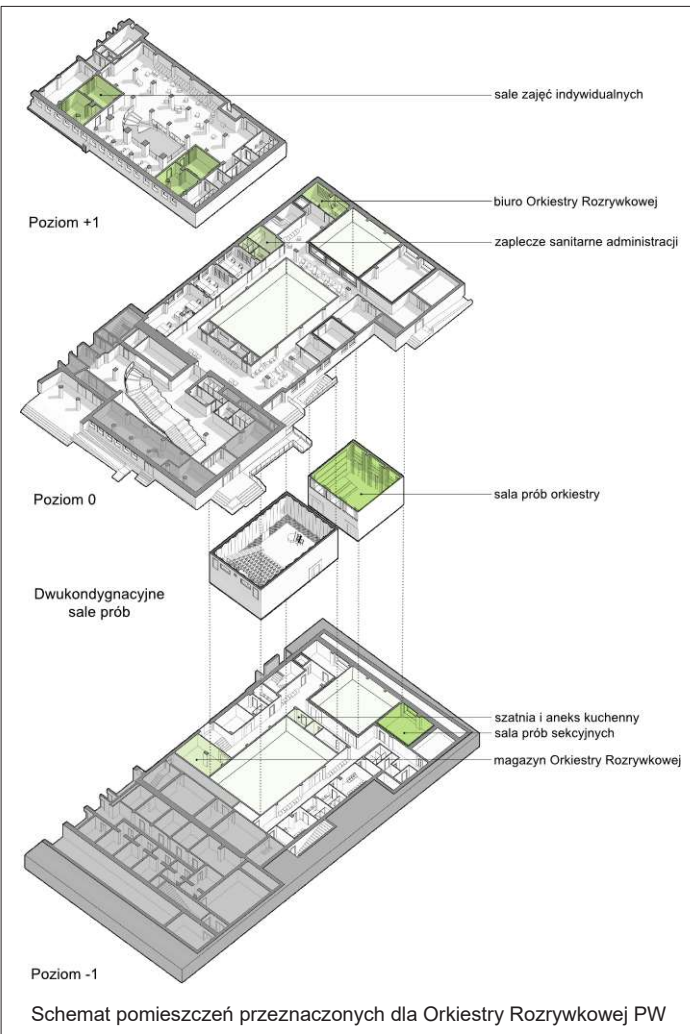 sale zajęć indywidualnych
Poziom +1
biuro Orkiestry Rozrywkowej
zaplecze sanitarne administracji
Poziom 0
sala prób orkiestry
Dwukondygnacyjne
sale prób
szatnia i aneks kuchenny
sala prób sekcyjnych
magazyn Orkiestry Rozrywkowej
Poziom -1
Schemat pomieszczeń przeznaczonych dla Orkiestry Rozrywkowej PW